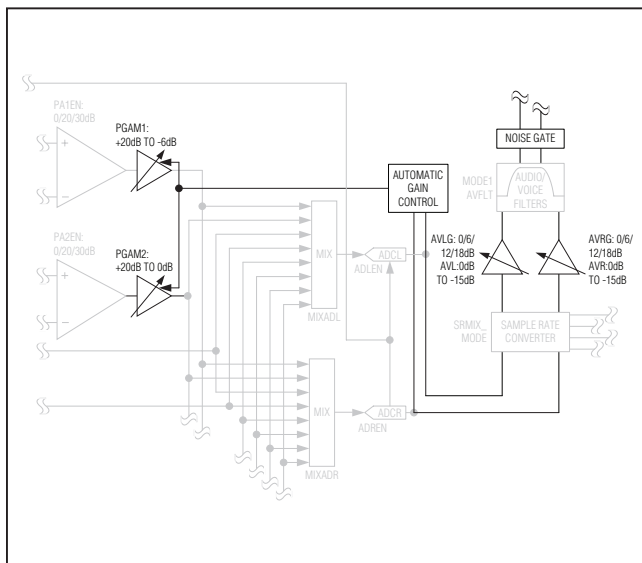 PA1EN:
0/20/30dB
PGAM1:
+20dB TO -6dB
PA2EN:
0/20/30dB
PGAM2:
+20dB TO 0dB
+
-
+
-
AUTOMATIC
GAIN
CONTROL
NOISE GATE
MODE1
AVFLT
AUDIO/
VOICE
FILTERS
AVLG: 0/6/
12/18dB
AVL:0dB
TO -15dB
AVRG: 0/6/
12/18dB
AVR:0dB
TO -15dB
MIX
MIXADL
ADCL
ADLEN
SRMIX_
MODE
SAMPLE RATE
CONVERTER
MIX
MIXADR
ADCR
ADREN